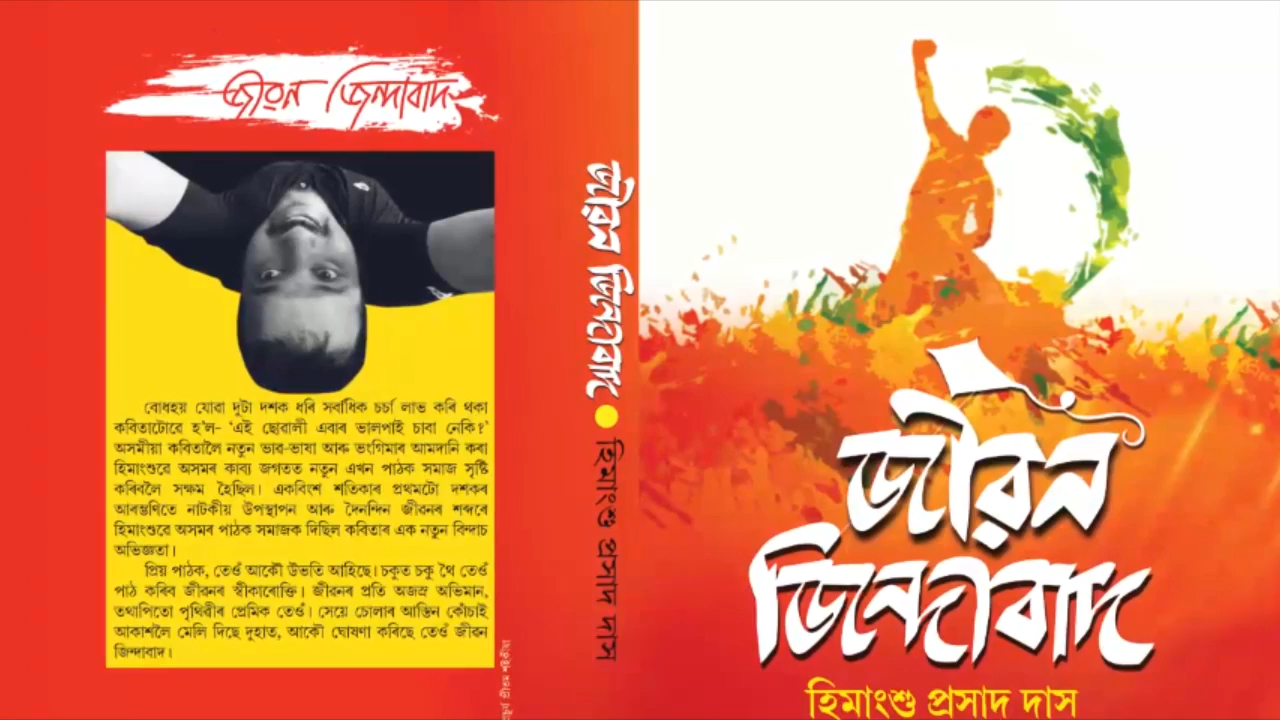 জীৱন জিন্দাবাদ
বোধহয় যোৱা দুটা দশক ধৰি সৰ্বাধিক চৰ্চা লাভ কৰি থকা
কবিতাটোৱে হ'ল- ‘এই ছোৱালী এবাৰ ভালপাই চাবা নেকি?’
অসমীয়া কবিতালৈ নতুন ভাৱ-ভাষা আৰু ভংগিমাৰ আমদানি কৰা
হিমাংশুৱে অসমৰ কাব্য জগতত নতুন এখন পাঠক সমাজ সৃষ্টি
কৰিবলৈ সক্ষম হৈছিল। একবিংশ শতিকাৰ প্ৰথমটো দশকৰ
আৰম্ভণিতে নাটকীয় উপস্থাপন আৰু দৈনন্দিন জীৱনৰ শব্দৰে
হিমাংশুৱে অসমৰ পাঠক সমাজক দিছিল কবিতাৰ এক নতুন বিন্দাচ
অভিজ্ঞতা।
প্ৰিয় পাঠক, তেওঁ আকৌ উভতি আহিছে। চকুত চকু থৈ তেওঁ
পাঠ কৰিব জীৱনৰ স্বীকাৰোক্তি। জীৱনৰ প্ৰতি অজস্ৰ অভিমান,
তথাপিতো পৃথিৱীৰ প্ৰেমিক তেওঁ। সেয়ে চোলাৰ আস্তিন কোঁচাই
আকাশলৈ মেলি দিছে দুহাত, আকৌ ঘোষণা কৰিছে তেওঁ জীৱন
জিন্দাবাদ।
জীৱন জিন্দাবাদ ● হিমাংশু প্ৰসাদ দাস
জীৱন
জিন্দাবাদ
হিমাংশু প্ৰসাদ দাস